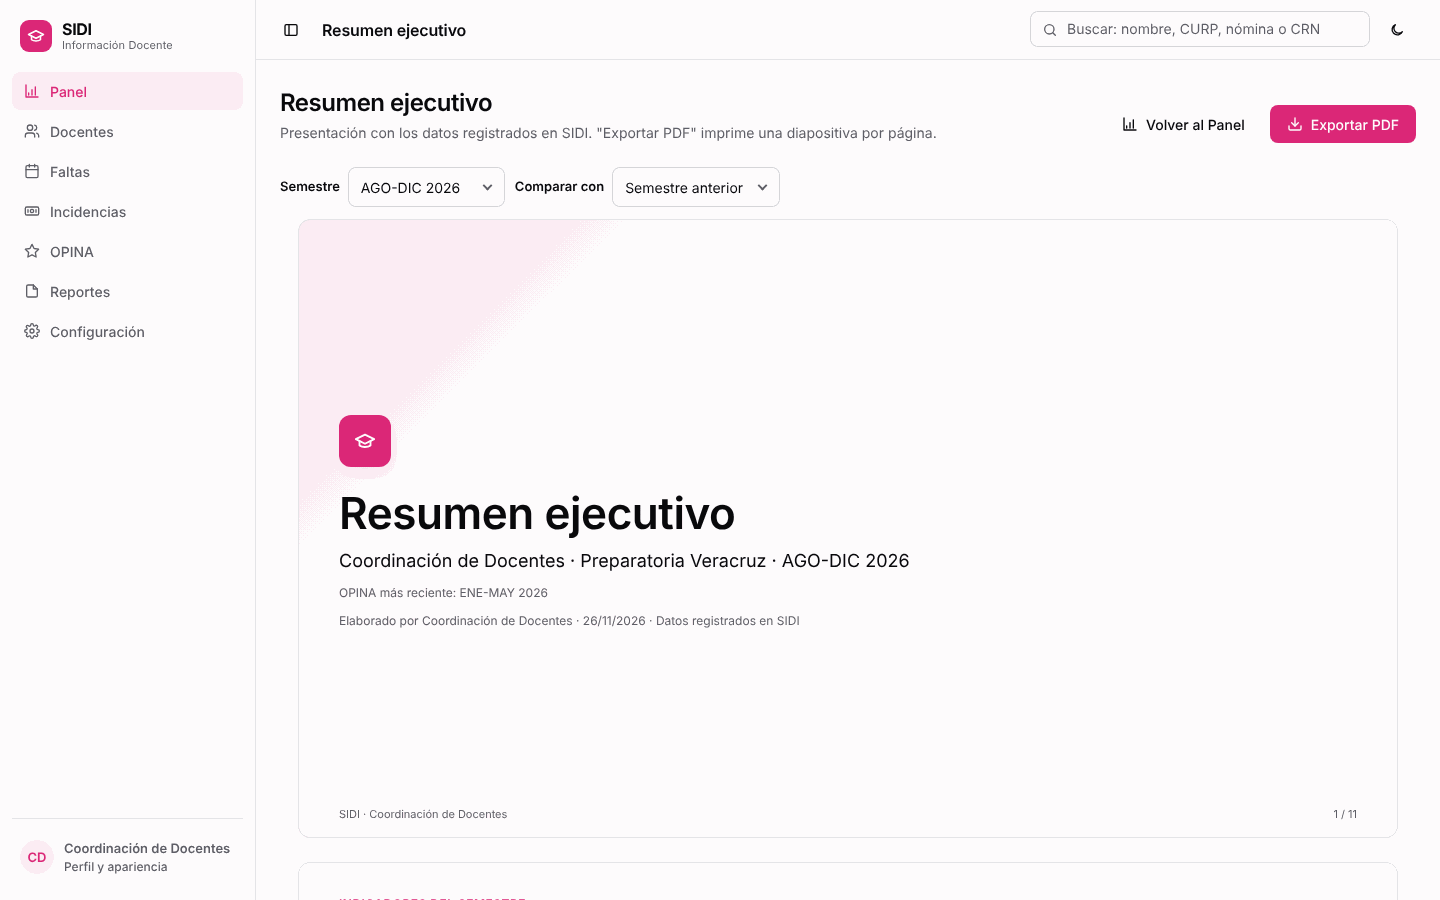 SIDI
Información Docente
Panel
Docentes
Faltas
Incidencias
OPINA
Reportes
Configuración
Coordinación de Docentes
CD
Perfil y apariencia
Resumen ejecutivo
Buscar: nombre, CURP, nómina o CRN
Resumen ejecutivo
Presentación con los datos registrados en SIDI. "Exportar PDF" imprime una diapositiva por página.
Volver al Panel
Exportar PDF
Semestre
AGO-DIC 2026
Comparar con
Semestre anterior
Resumen ejecutivo
Coordinación de Docentes · Preparatoria Veracruz · AGO-DIC 2026
OPINA más reciente: ENE-MAY 2026
Elaborado por Coordinación de Docentes · 26/11/2026 · Datos registrados en SIDI
SIDI · Coordinación de Docentes
1 / 11